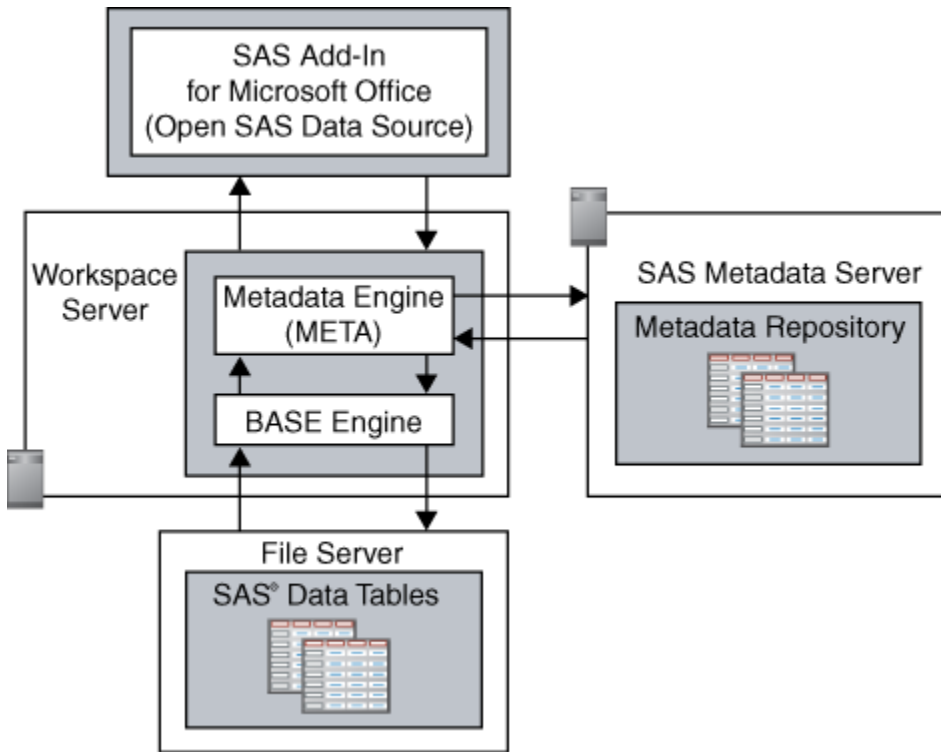 SAS Add-In
for Microsoft Office
(Open SAS Data Source)
Workspace
Server
Metadata Engine
(META)
BASE Engine
SAS Metadata Server
Metadata Repository
File Server
SAS® Data Tables